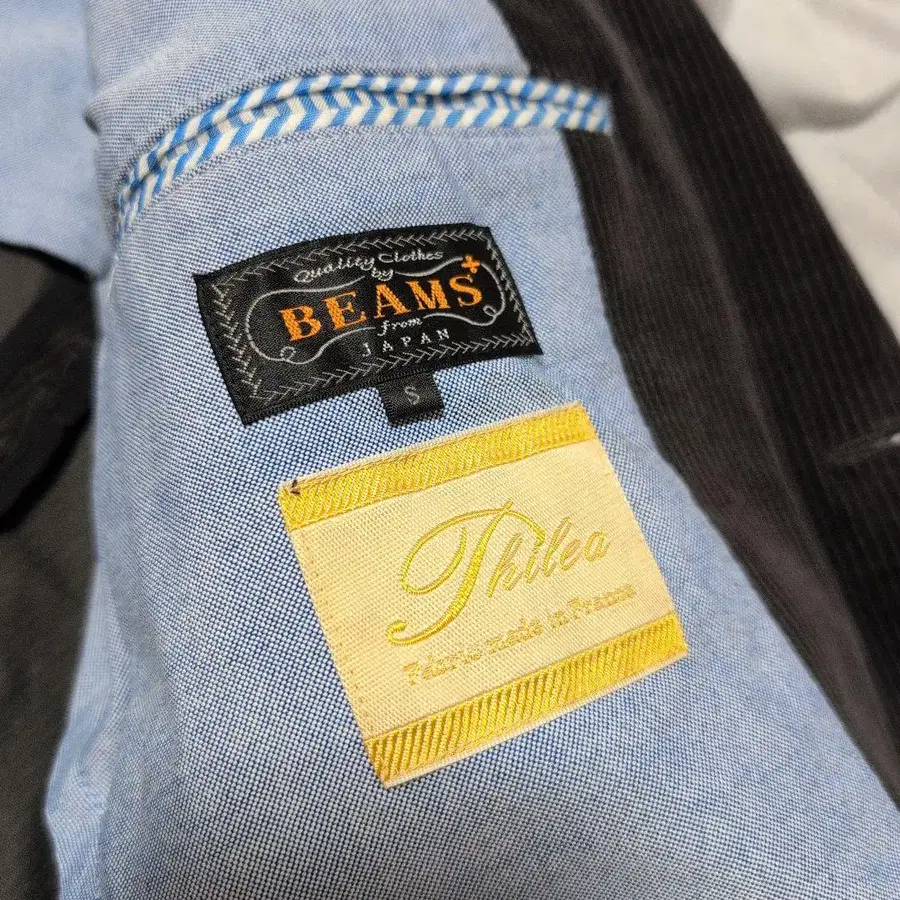 Quality Clothes
by
BEAMS+
from
JAPAN
S
Philea
Fabric made in France